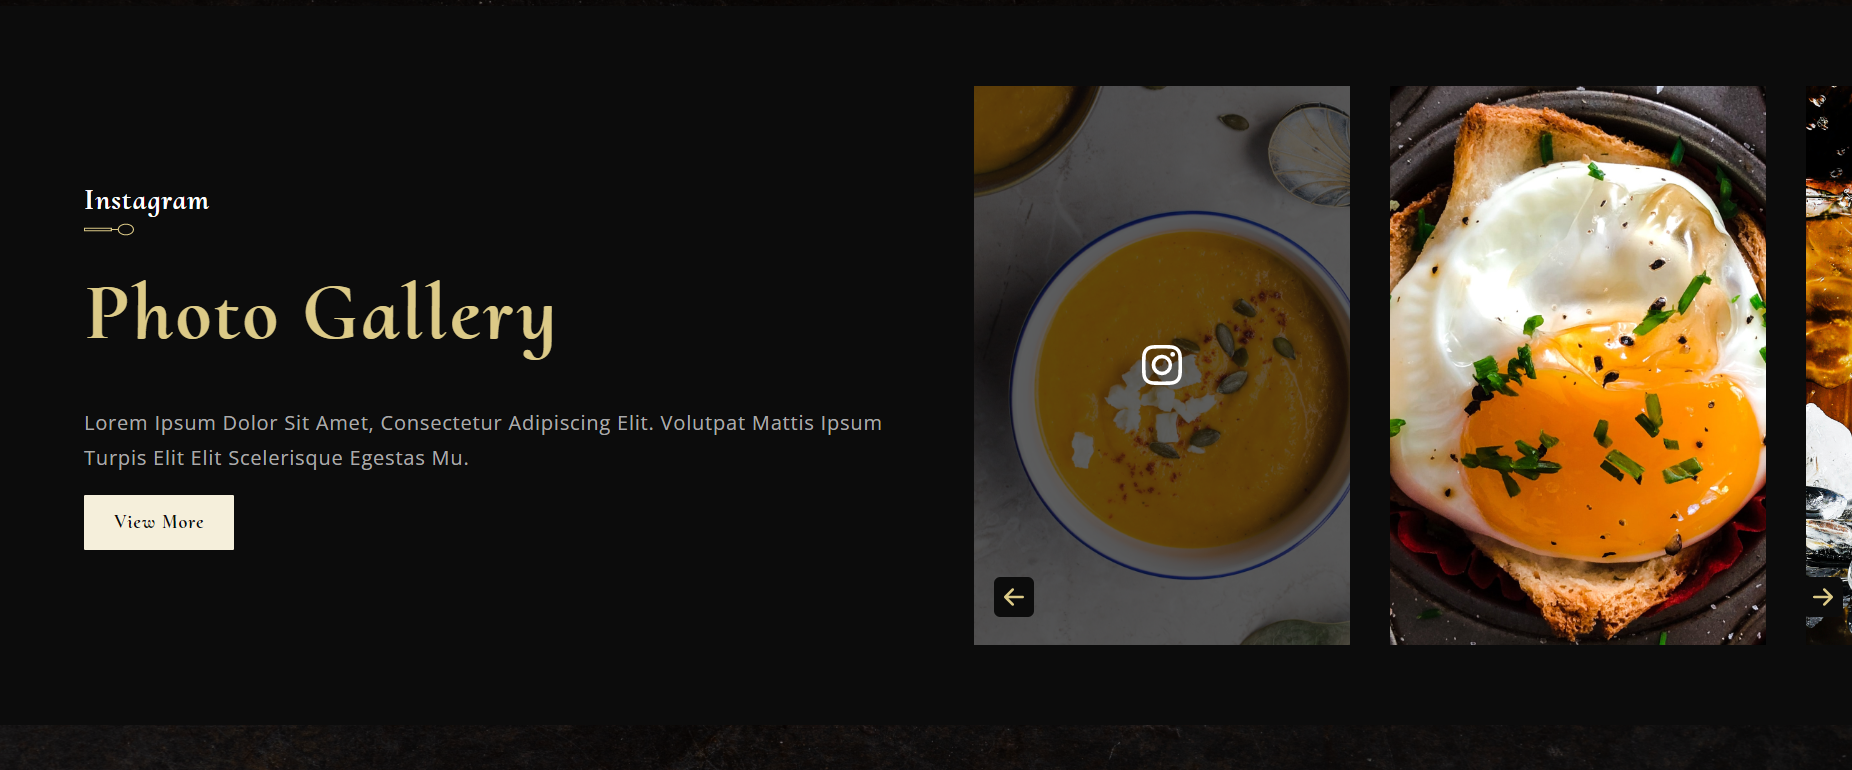 Instagram
Photo Gallery
Lorem Ipsum Dolor Sit Amet, Consectetur Adipiscing Elit. Volutpat Mattis Ipsum
Turpis Elit Elit Scelerisque Egestas Mu.
View More